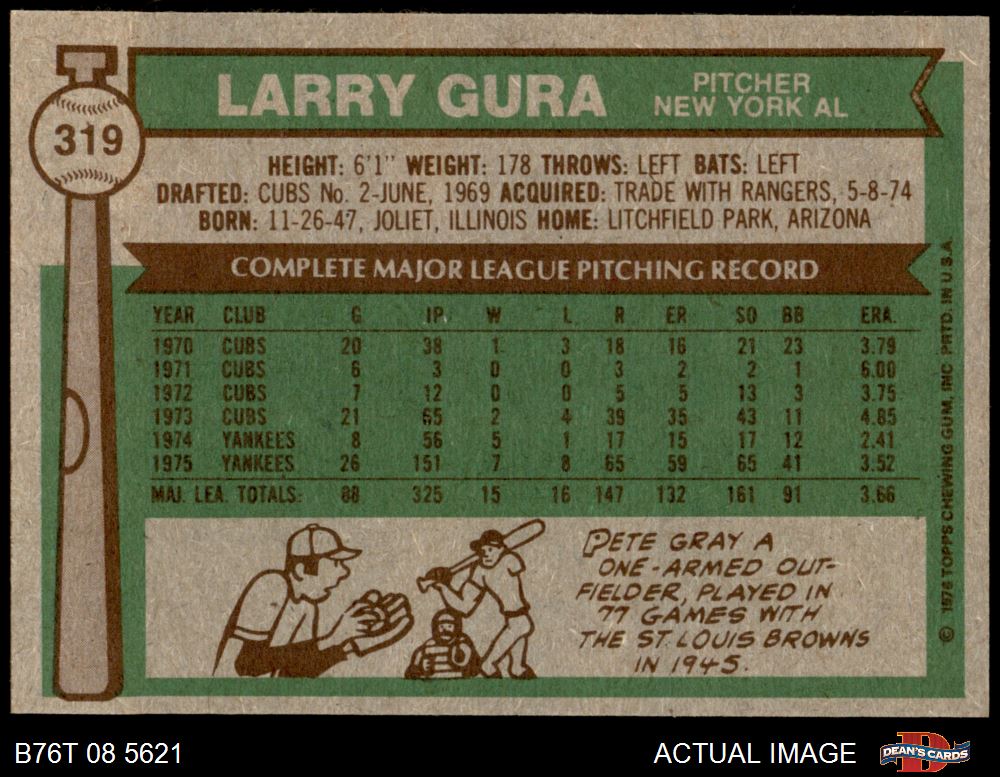 319
LARRY GURA
PITCHER
NEW YORK AL
HEIGHT: 6'1" WEIGHT: 178 THROWS: LEFT BATS: LEFT
DRAFTED: CUBS No. 2-JUNE, 1969 ACQUIRED: TRADE WITH RANGERS, 5-8-74
BORN: 11-26-47, JOLIET, ILLINOIS HOME: LITCHFIELD PARK, ARIZONA
COMPLETE MAJOR LEAGUE PITCHING RECORD
YEAR CLUB G IP. W L R ER SO BB ERA.
1970 CUBS 20 38 1 3 18 16 21 23 3.79
1971 CUBS 6 3 0 0 3 2 2 1 6.00
1972 CUBS 7 12 0 0 5 5 13 3 3.75
1973 CUBS 21 65 2 4 39 35 43 11 4.85
1974 YANKEES 8 56 5 1 17 15 17 12 2.41
1975 YANKEES 26 151 7 8 65 59 65 41 3.52
MAJ. LEA. TOTALS: 88 325 15 16 147 132 161 91 3.66
PETE GRAY A
ONE-ARMED OUT-
FIELDER, PLAYED IN
77 GAMES WITH
THE ST. LOUIS BROWNS
IN 1945.
© 1976 TOPPS CHEWING GUM, INC. PRTD. IN U.S.A.
B76T 08 5621
ACTUAL IMAGE
DEAN'S CARDS